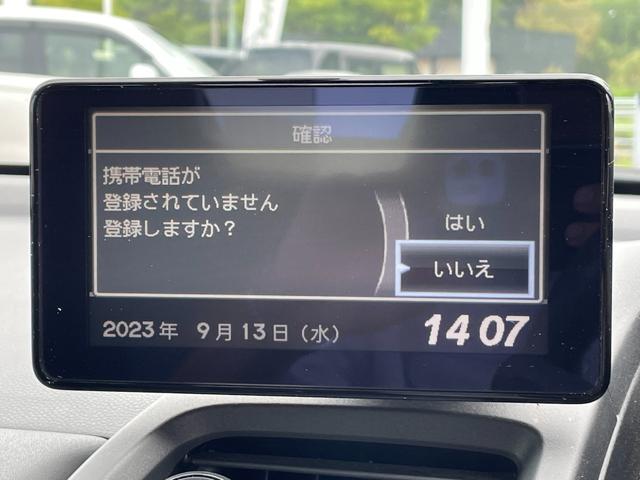 確認
携帯電話が
登録されていません
登録しますか？
はい
いいえ
2023年 9月13日（水） 14 07